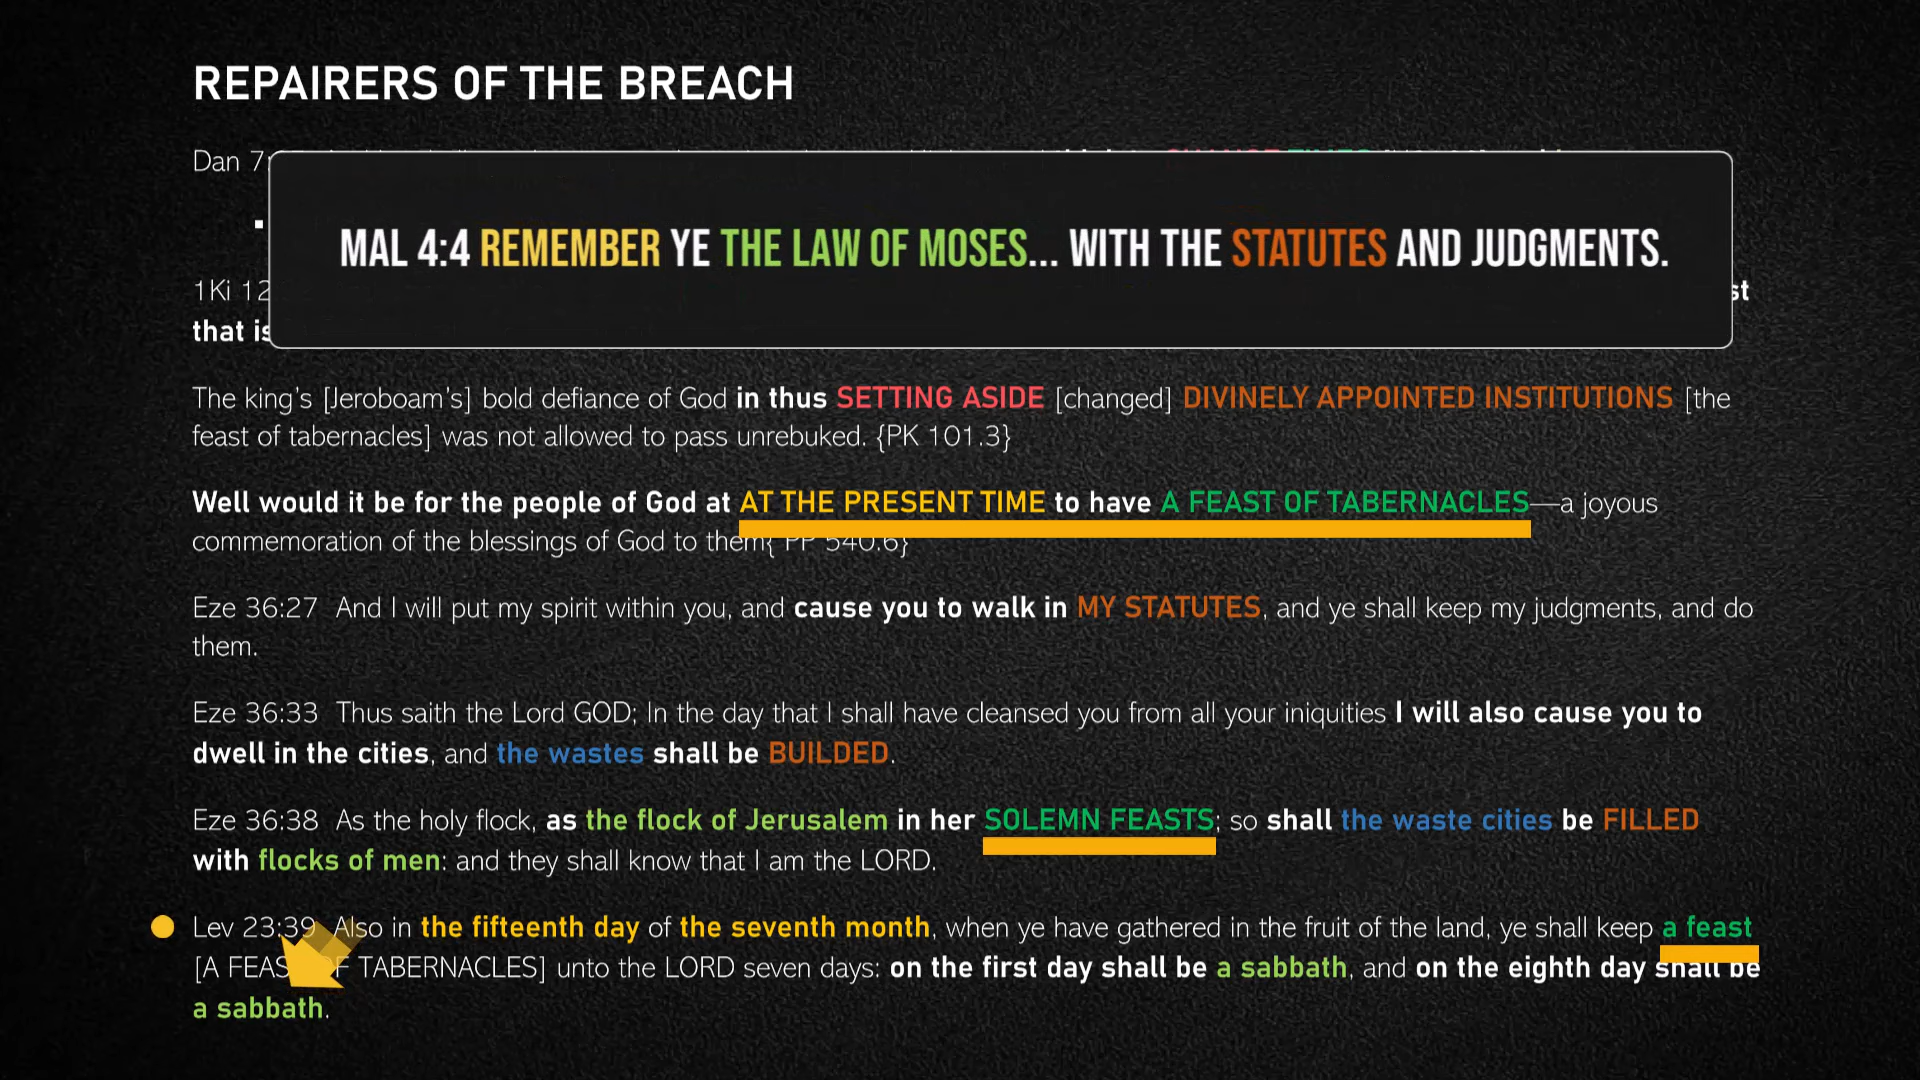 REPAIRERS OF THE BREACH
Dan 7:
MAL 4:4 REMEMBER YE THE LAW OF MOSES... WITH THE STATUTES AND JUDGMENTS.
1Ki 12
that is
The king's [Jeroboam's] bold defiance of God in thus SETTING ASIDE [changed] DIVINELY APPOINTED INSTITUTIONS [the
feast of tabernacles] was not allowed to pass unrebuked. {PK 101.3}
Well would it be for the people of God at AT THE PRESENT TIME to have A FEAST OF TABERNACLES—a joyous
commemoration of the blessings of God to them{ PP 540.6}
Eze 36:27 And I will put my spirit within you, and cause you to walk in MY STATUTES, and ye shall keep my judgments, and do
them.
Eze 36:33 Thus saith the Lord GOD; In the day that I shall have cleansed you from all your iniquities I will also cause you to
dwell in the cities, and the wastes shall be BUILDED.
Eze 36:38 As the holy flock, as the flock of Jerusalem in her SOLEMN FEASTS; so shall the waste cities be FILLED
with flocks of men: and they shall know that I am the LORD.
Lev 23:39 Also in the fifteenth day of the seventh month, when ye have gathered in the fruit of the land, ye shall keep a feast
[A FEAST OF TABERNACLES] unto the LORD seven days: on the first day shall be a sabbath, and on the eighth day shall be
a sabbath.